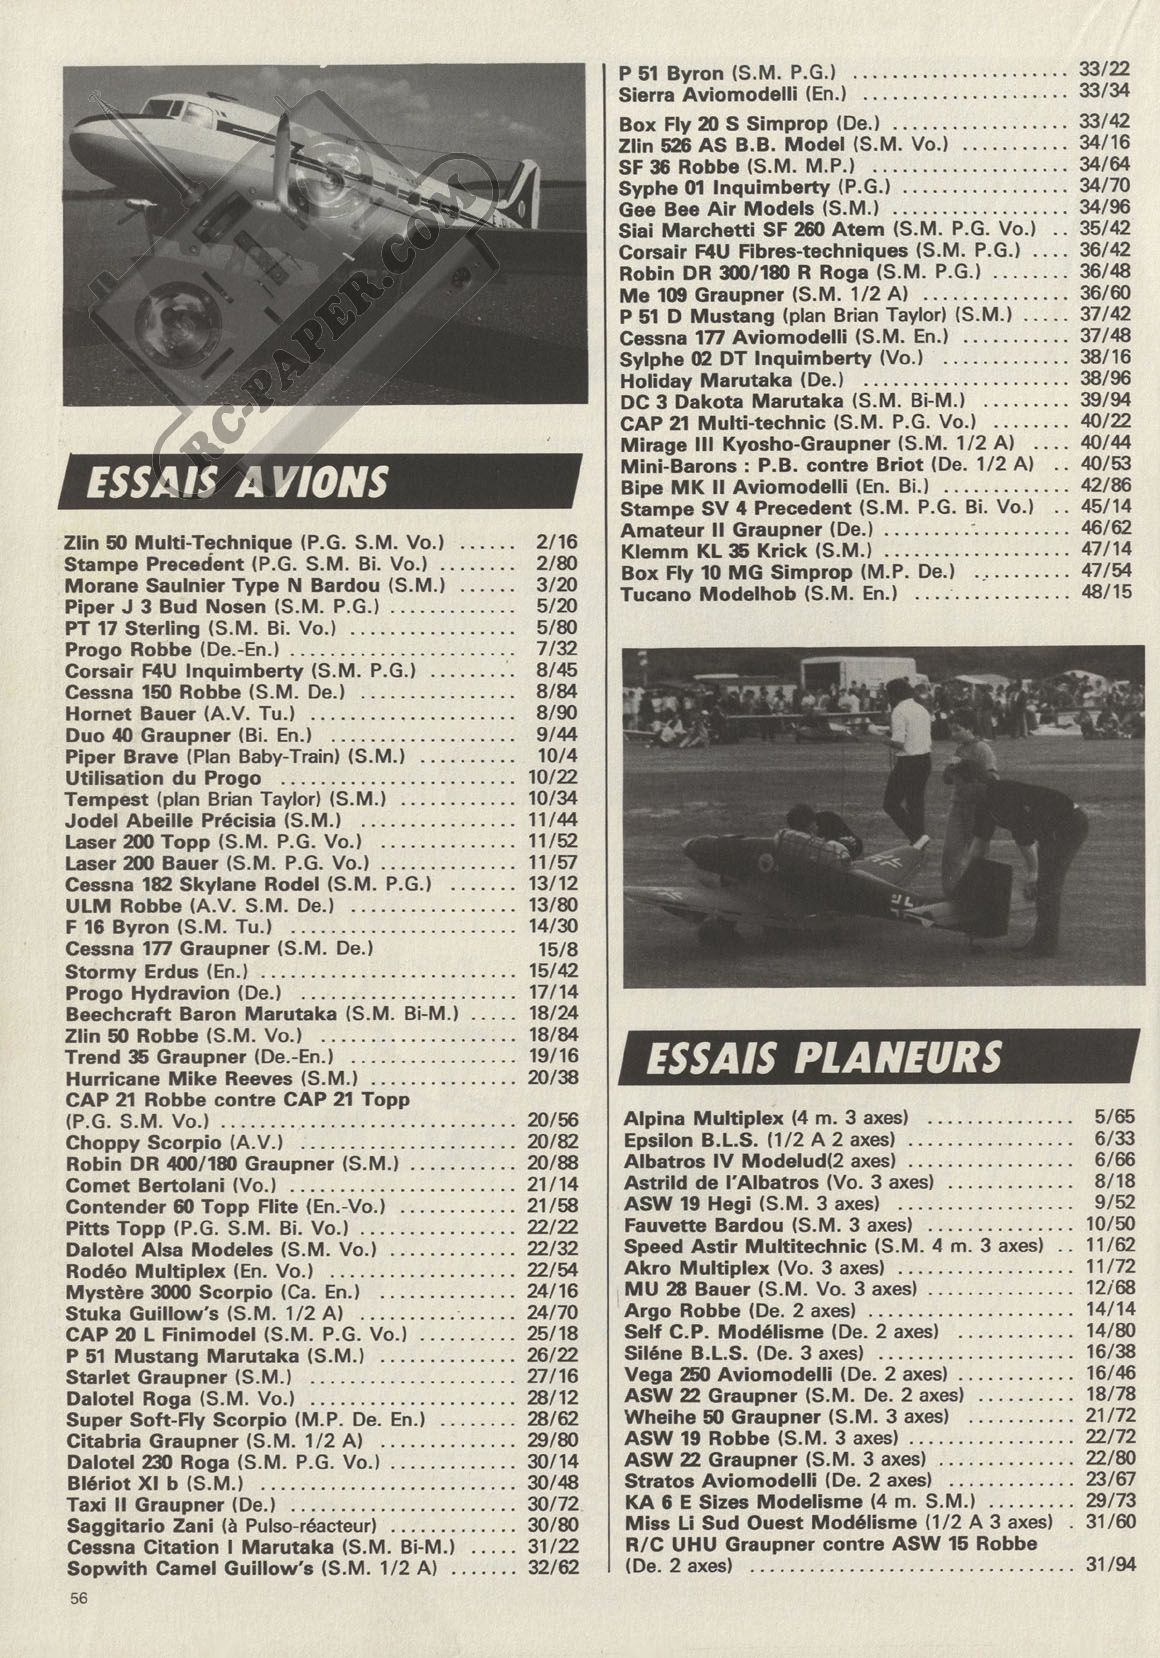 RC-PAPER.COM
ESSAIS AVIONS
Zlin 50 Multi-Technique (P.G. S.M. Vo.) ...... 2/16
Stampe Precedent (P.G. S.M. Bi. Vo.) ........ 2/80
Morane Saulnier Type N Bardou (S.M.) ...... 3/20
Piper J 3 Bud Nosen (S.M. P.G.) ............. 5/20
PT 17 Sterling (S.M. Bi. Vo.) ................. 5/80
Progo Robbe (De.-En.) ....................... 7/32
Corsair F4U Inquimberty (S.M. P.G.) ......... 8/45
Cessna 150 Robbe (S.M. De.) ................ 8/84
Hornet Bauer (A.V. Tu.) ..................... 8/90
Duo 40 Graupner (Bi. En.) ................... 9/44
Piper Brave (Plan Baby-Train) (S.M.) .......... 10/4
Utilisation du Progo ........................ 10/22
Tempest (plan Brian Taylor) (S.M.) ............ 10/34
Jodel Abeille Précisia (S.M.) ................ 11/44
Laser 200 Topp (S.M. P.G. Vo.) .............. 11/52
Laser 200 Bauer (S.M. P.G. Vo.) ............... 11/57
Cessna 182 Skylane Rodel (S.M. P.G.) ....... 13/12
ULM Robbe (A.V. S.M. De.) ................. 13/80
F 16 Byron (S.M. Tu.) ....................... 14/30
Cessna 177 Graupner (S.M. De.) 15/8
Stormy Erdus (En.) .......................... 15/42
Progo Hydravion (De.) ...................... 17/14
Beechcraft Baron Marutaka (S.M. Bi-M.) ..... 18/24
Zlin 50 Robbe (S.M. Vo.) ..................... 18/84
Trend 35 Graupner (De.-En.) ................. 19/16
Hurricane Mike Reeves (S.M.) ............... 20/38
CAP 21 Robbe contre CAP 21 Topp
(P.G. S.M. Vo.) .............................. 20/56
Choppy Scorpio (A.V.) ...................... 20/82
Robin DR 400/180 Graupner (S.M.) ........... 20/88
Comet Bertolani (Vo.) ....................... 21/14
Contender 60 Topp Flite (En.-Vo.) ............. 21/58
Pitts Topp (P.G. S.M. Bi. Vo.) ................ 22/22
Dalotel Alsa Modeles (S.M. Vo.) .............. 22/32
Rodéo Multiplex (En. Vo.) ................... 22/54
Mystère 3000 Scorpio (Ca. En.) ............... 24/16
Stuka Guillow's (S.M. 1/2 A) ................. 24/70
CAP 20 L Finimodel (S.M. P.G. Vo.) .......... 25/18
P 51 Mustang Marutaka (S.M.) ............... 26/22
Starlet Graupner (S.M.) ...................... 27/16
Dalotel Roga (S.M. Vo.) ...................... 28/12
Super Soft-Fly Scorpio (M.P. De. En.) ........ 28/62
Citabria Graupner (S.M. 1/2 A) ............... 29/80
Dalotel 230 Roga (S.M. P.G. Vo.) ............. 30/14
Blériot XI b (S.M.) .......................... 30/48
Taxi II Graupner (De.) ....................... 30/72
Saggitario Zani (à Pulso-réacteur) ............. 30/80
Cessna Citation I Marutaka (S.M. Bi-M.) ..... 31/22
Sopwith Camel Guillow's (S.M. 1/2 A) ....... 32/62
56
P 51 Byron (S.M. P.G.) ...................... 33/22
Sierra Aviomodelli (En.) ..................... 33/34
Box Fly 20 S Simprop (De.) .................. 33/42
Zlin 526 AS B.B. Model (S.M. Vo.) ........... 34/16
SF 36 Robbe (S.M. M.P.) .................... 34/64
Syphe 01 Inquimberty (P.G.) ................. 34/70
Gee Bee Air Models (S.M.) .................. 34/96
Siai Marchetti SF 260 Atem (S.M. P.G. Vo.) .. 35/42
Corsair F4U Fibres-techniques (S.M. P.G.) .... 36/42
Robin DR 300/180 R Roga (S.M. P.G.) ........ 36/48
Me 109 Graupner (S.M. 1/2 A) ............... 36/60
P 51 D Mustang (plan Brian Taylor) (S.M.) ..... 37/42
Cessna 177 Aviomodelli (S.M. En.) ........... 37/48
Sylphe 02 DT Inquimberty (Vo.) ............. 38/16
Holiday Marutaka (De.) ..................... 38/96
DC 3 Dakota Marutaka (S.M. Bi-M.) ......... 39/94
CAP 21 Multi-technic (S.M. P.G. Vo.) ........ 40/22
Mirage III Kyosho-Graupner (S.M. 1/2 A) .... 40/44
Mini-Barons : P.B. contre Briot (De. 1/2 A) .. 40/53
Bipe MK II Aviomodelli (En. Bi.) ............. 42/86
Stampe SV 4 Precedent (S.M. P.G. Bi. Vo.) .. 45/14
Amateur II Graupner (De.) ................... 46/62
Klemm KL 35 Krick (S.M.) ................... 47/14
Box Fly 10 MG Simprop (M.P. De.) .......... 47/54
Tucano Modelhob (S.M. En.) ................ 48/15
ESSAIS PLANEURS
Alpina Multiplex (4 m. 3 axes) ............... 5/65
Epsilon B.L.S. (1/2 A 2 axes) ................. 6/33
Albatros IV Modelud(2 axes) ................. 6/66
Astrild de l'Albatros (Vo. 3 axes) ............. 8/18
ASW 19 Hegi (S.M. 3 axes) .................. 9/52
Fauvette Bardou (S.M. 3 axes) ............... 10/50
Speed Astir Multitechnic (S.M. 4 m. 3 axes) .. 11/62
Akro Multiplex (Vo. 3 axes) .................. 11/72
MU 28 Bauer (S.M. Vo. 3 axes) .............. 12/68
Argo Robbe (De. 2 axes) ..................... 14/14
Self C.P. Modélisme (De. 2 axes) ............ 14/80
Siléne B.L.S. (De. 3 axes) .................... 16/38
Vega 250 Aviomodelli (De. 2 axes) ............ 16/46
ASW 22 Graupner (S.M. De. 2 axes) .......... 18/78
Wheihe 50 Graupner (S.M. 3 axes) ........... 21/72
ASW 19 Robbe (S.M. 3 axes) ................. 22/72
ASW 22 Graupner (S.M. 3 axes) .............. 22/80
Stratos Aviomodelli (De. 2 axes) .............. 23/67
KA 6 E Sizes Modelisme (4 m. S.M.) ......... 29/73
Miss Li Sud Ouest Modélisme (1/2 A 3 axes) . 31/60
R/C UHU Graupner contre ASW 15 Robbe
(De. 2 axes) ................................. 31/94